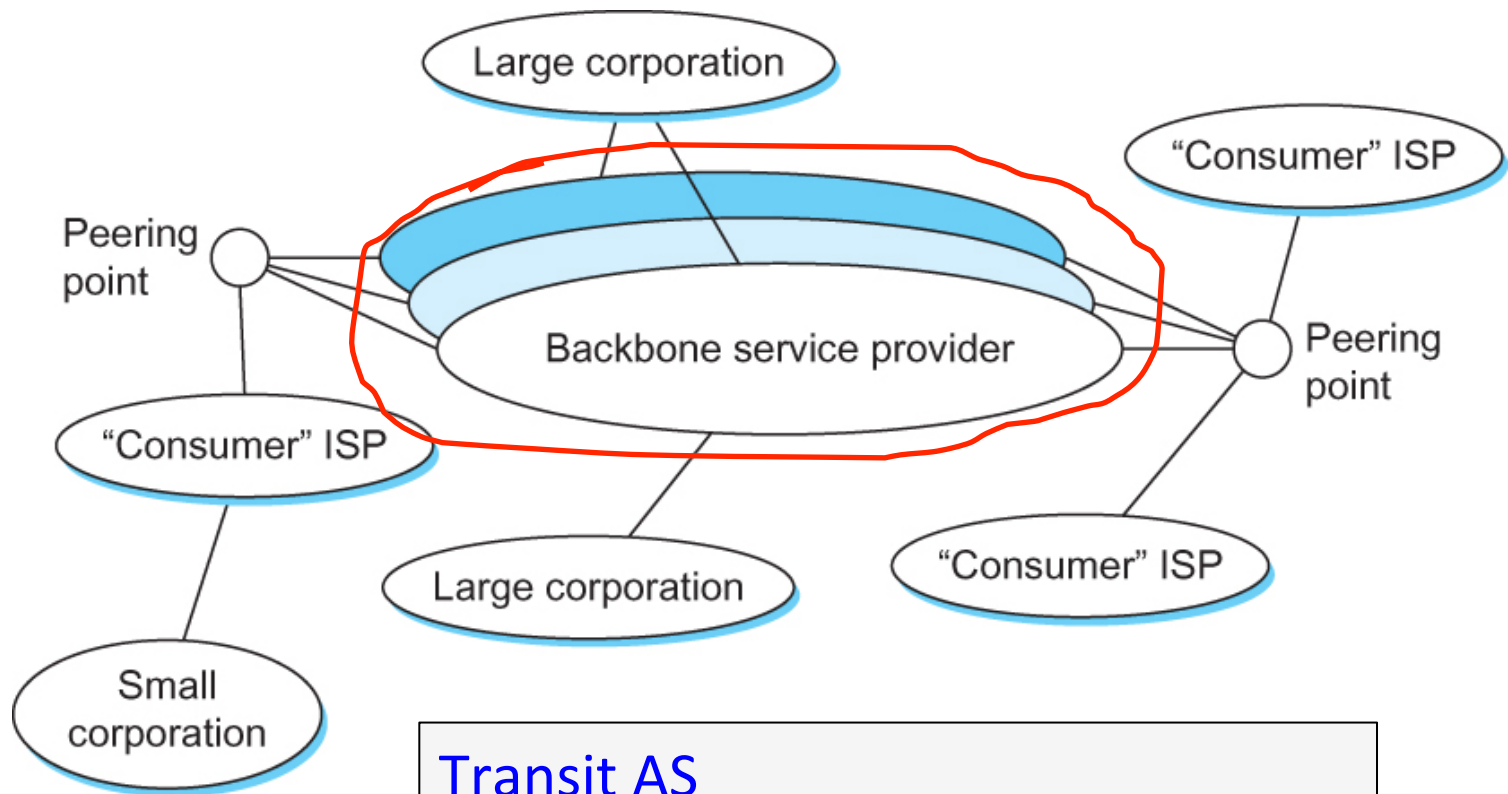 Large corporation
“Consumer” ISP
Peering
point
Backbone service provider
Peering
point
“Consumer” ISP
Large corporation
“Consumer” ISP
Small
corporation
Transit AS